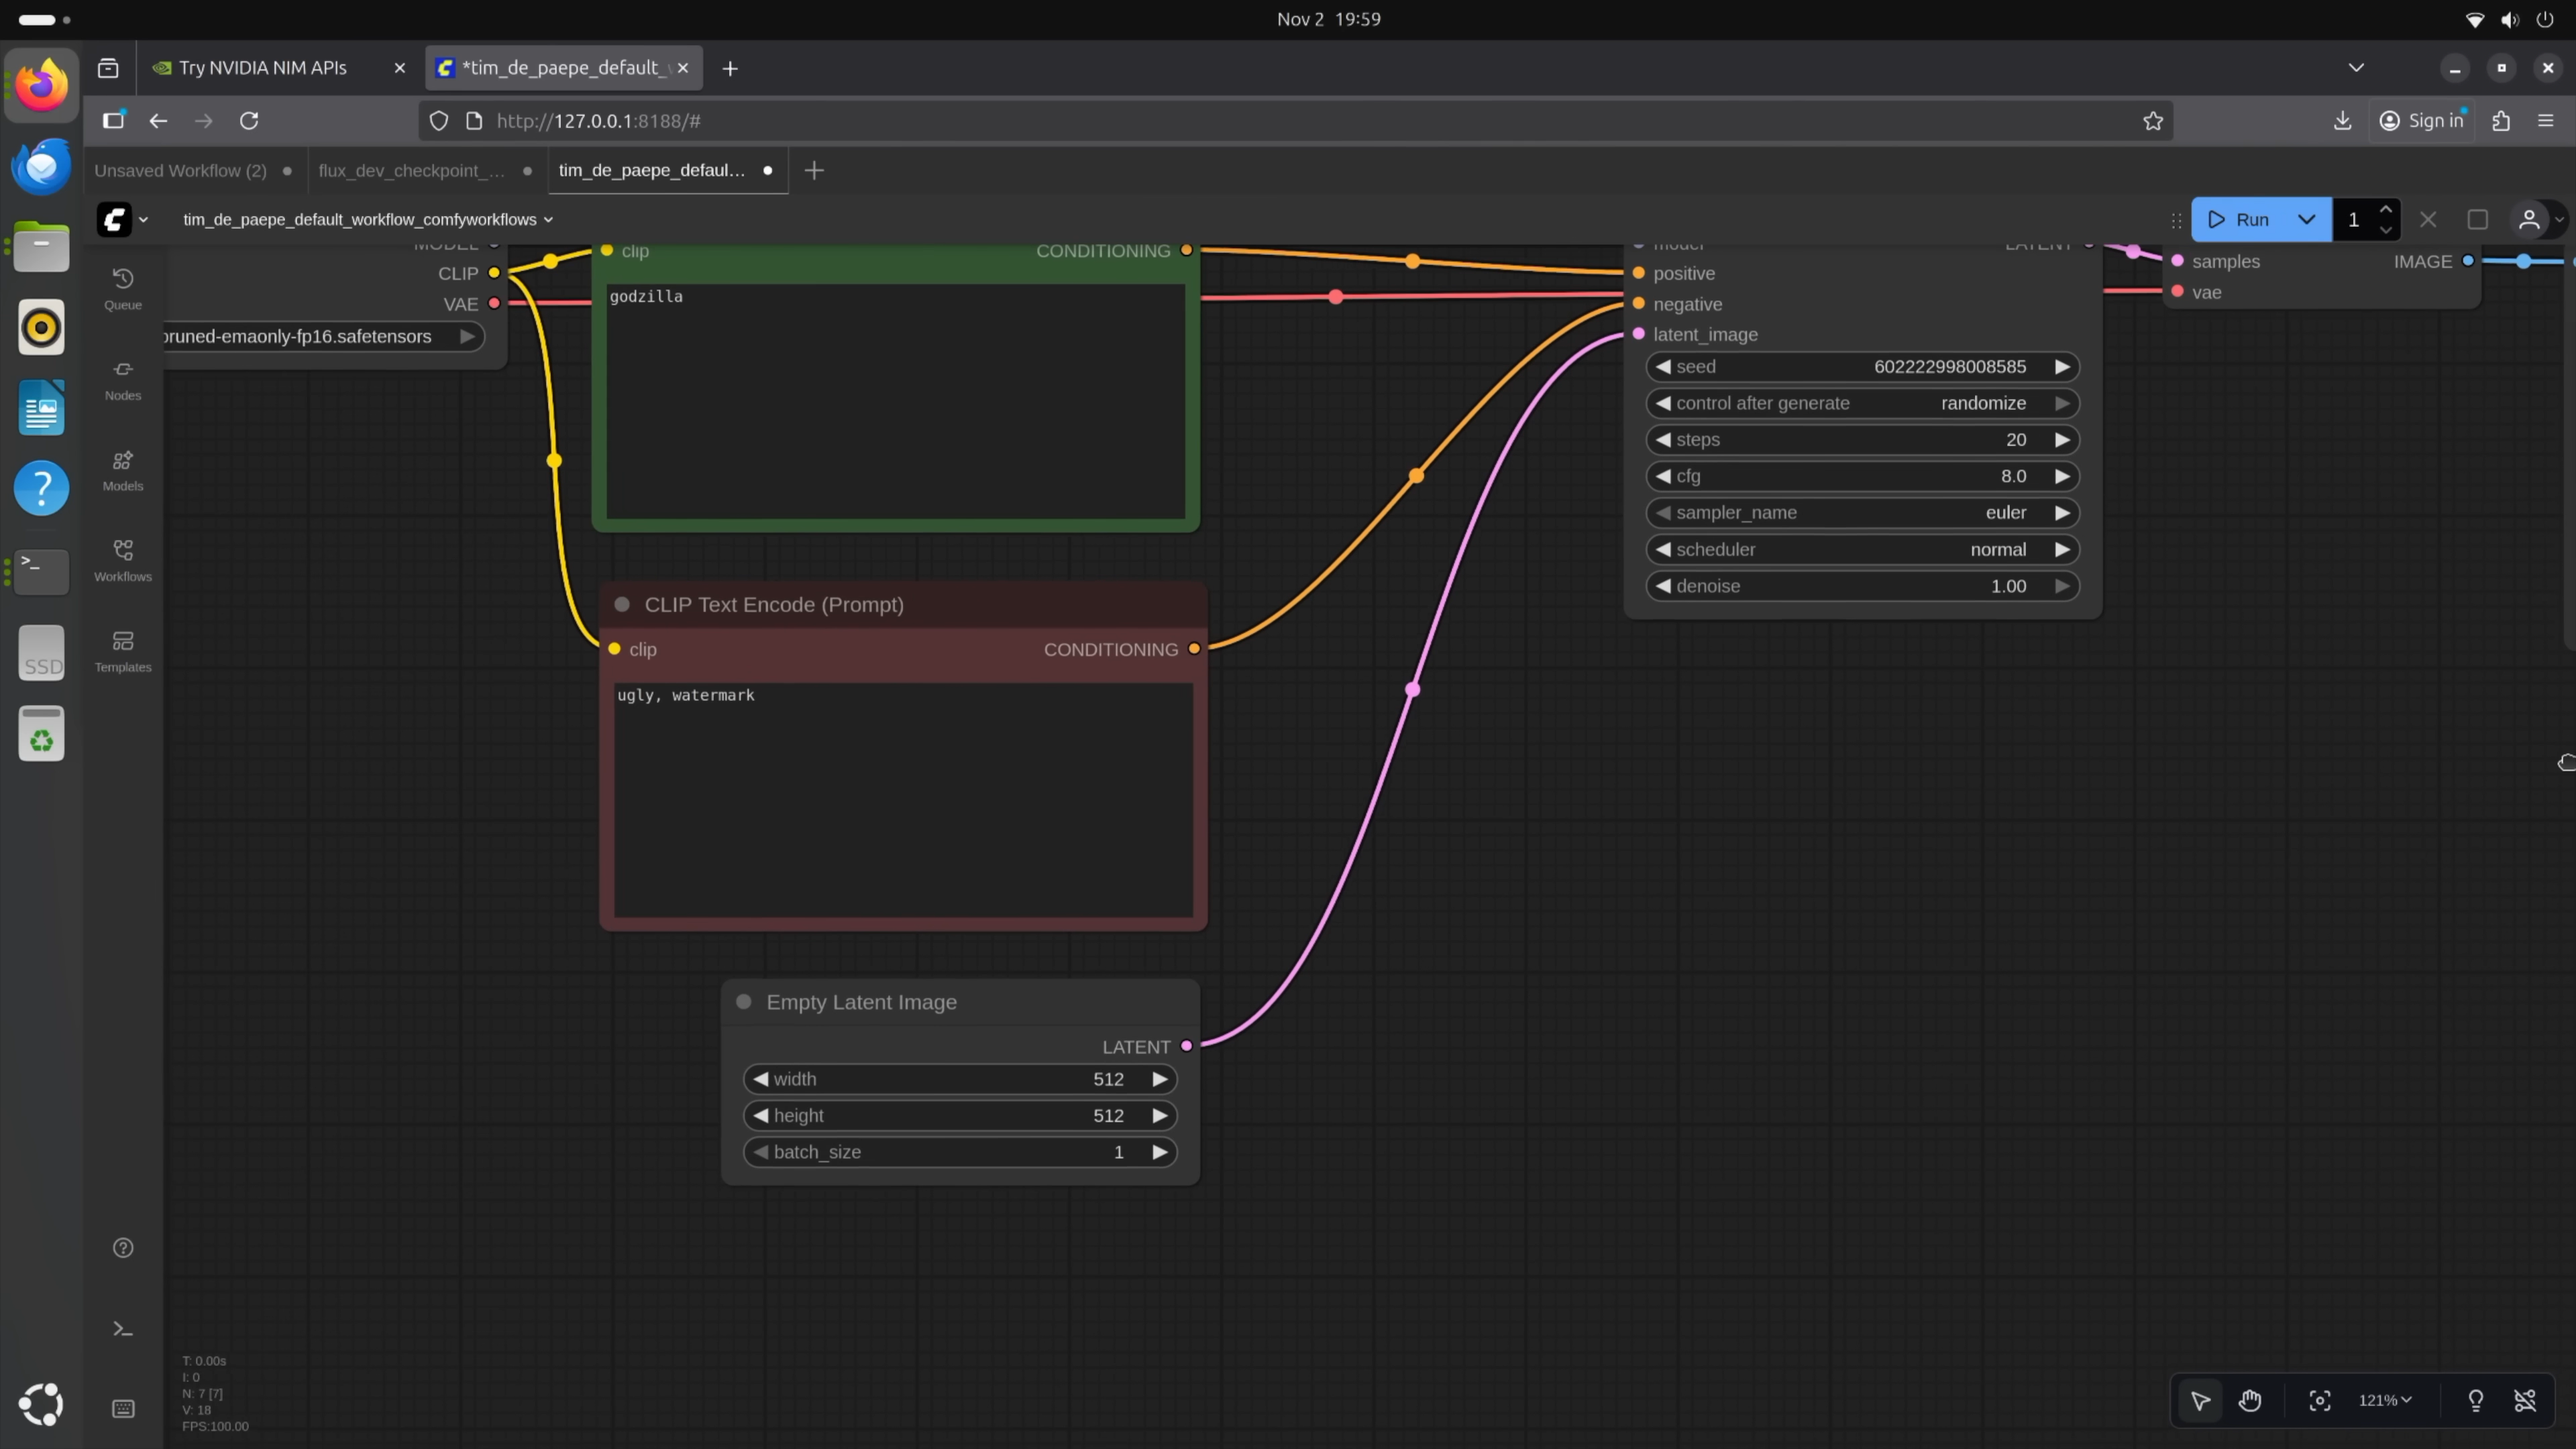 Nov 2 19:59
Try NVIDIA NIM APIs
*tim_de_paepe_default_
http://127.0.0.1:8188/#
Sign in
Unsaved Workflow (2)
flux_dev_checkpoint_...
tim_de_paepe_defaul...
tim_de_paepe_default_workflow_comfyworkflows
Run
1
MODEL
CLIP
VAE
pruned-emaonly-fp16.safetensors
clip
CONDITIONING
godzilla
model
LATENT
positive
negative
latent_image
seed 602222998008585
control after generate randomize
steps 20
cfg 8.0
sampler_name euler
scheduler normal
denoise 1.00
samples
IMAGE
vae
Queue
Nodes
Models
Workflows
Templates
SSD
CLIP Text Encode (Prompt)
clip
CONDITIONING
ugly, watermark
Empty Latent Image
LATENT
width 512
height 512
batch_size 1
T: 0.00s
I: 0
N: 7 [7]
V: 18
FPS:100.00
121%